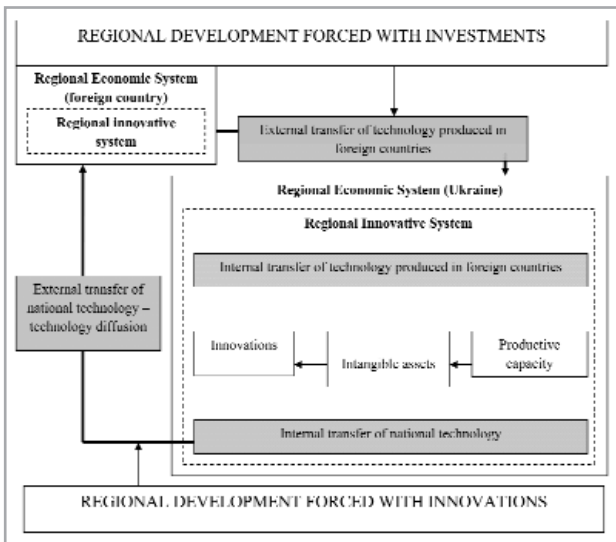 REGIONAL DEVELOPMENT FORCED WITH INVESTMENTS
Regional Economic System
(foreign country)
Regional innovative
system
External transfer of technology produced in
foreign countries
Regional Economic System (Ukraine)
Regional Innovative System
Internal transfer of technology produced in foreign countries
External transfer of
national technology –
technology diffusion
Innovations
Intangible assets
Productive
capacity
Internal transfer of national technology
REGIONAL DEVELOPMENT FORCED WITH INNOVATIONS